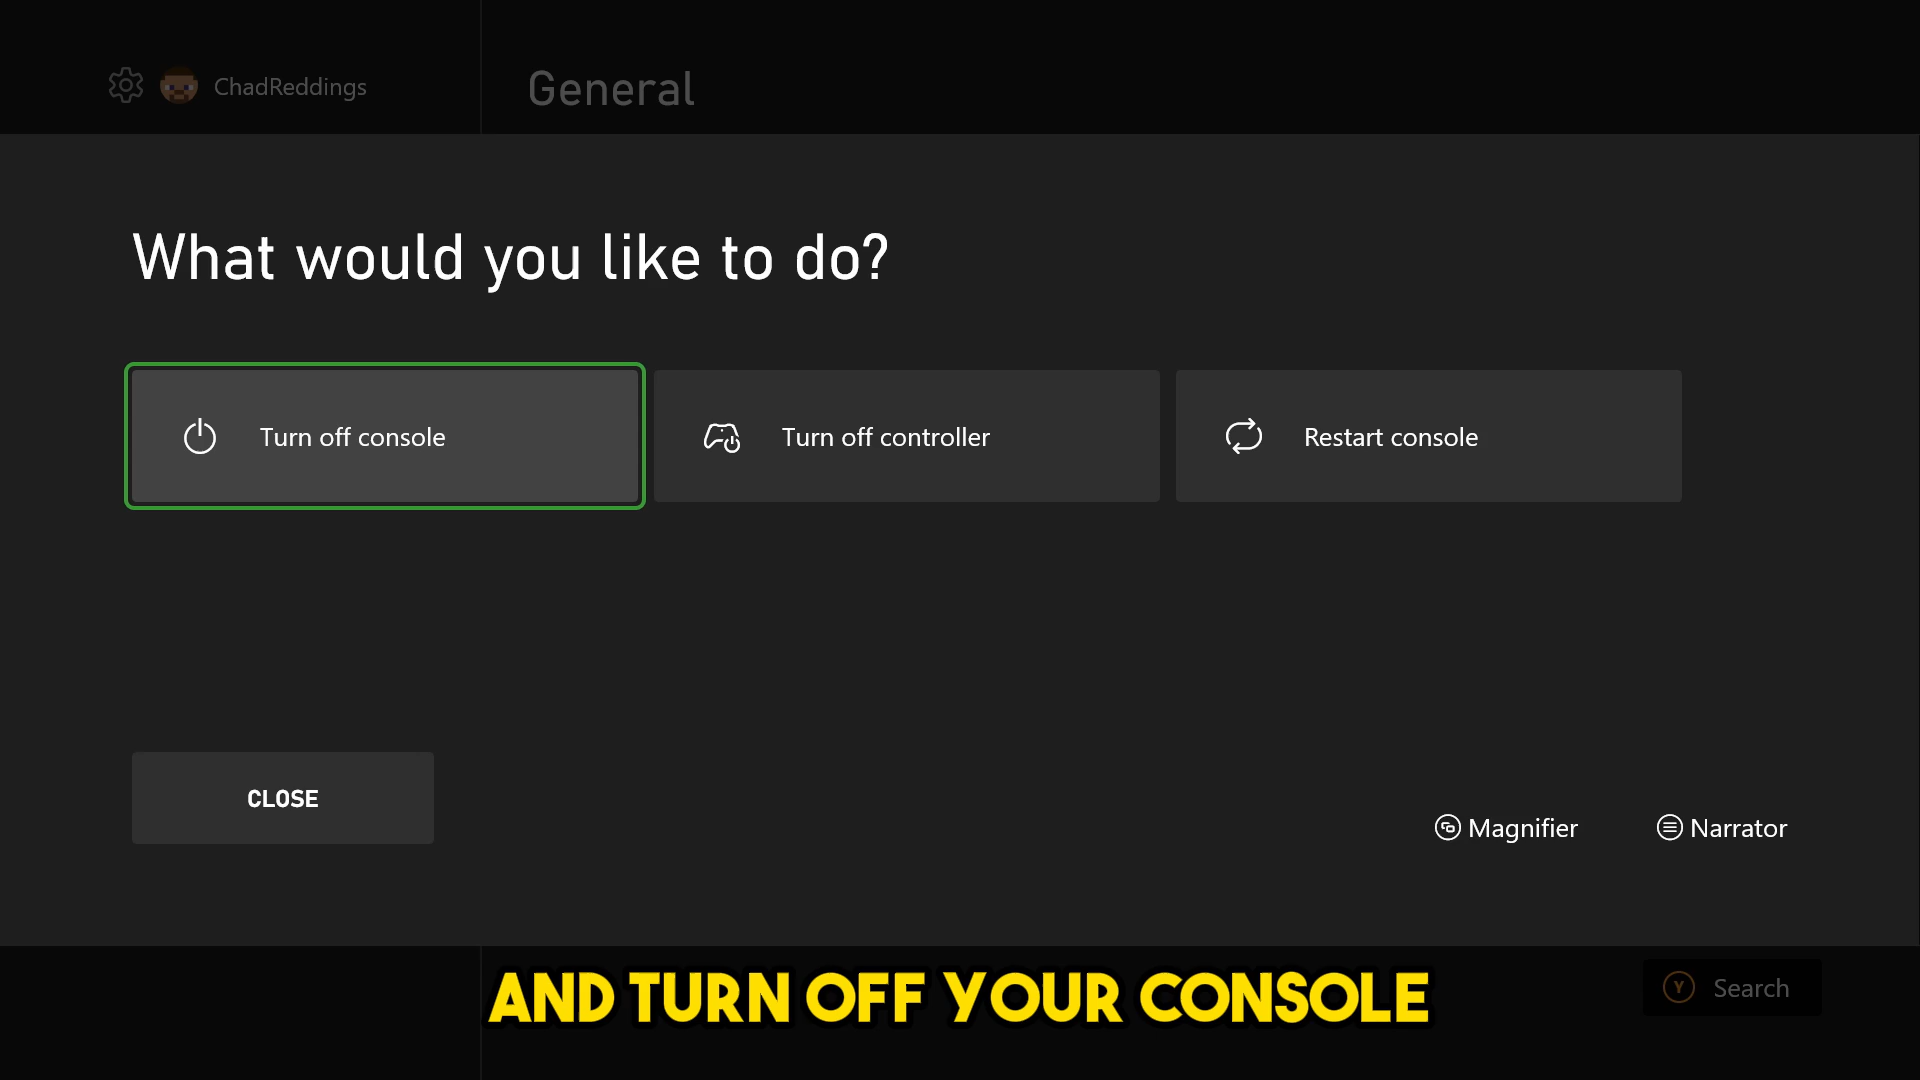 ChadReddings
General
What would you like to do?
Turn off console
Turn off controller
Restart console
CLOSE
Magnifier
Narrator
AND TURN OFF YOUR CONSOLE
Y Search